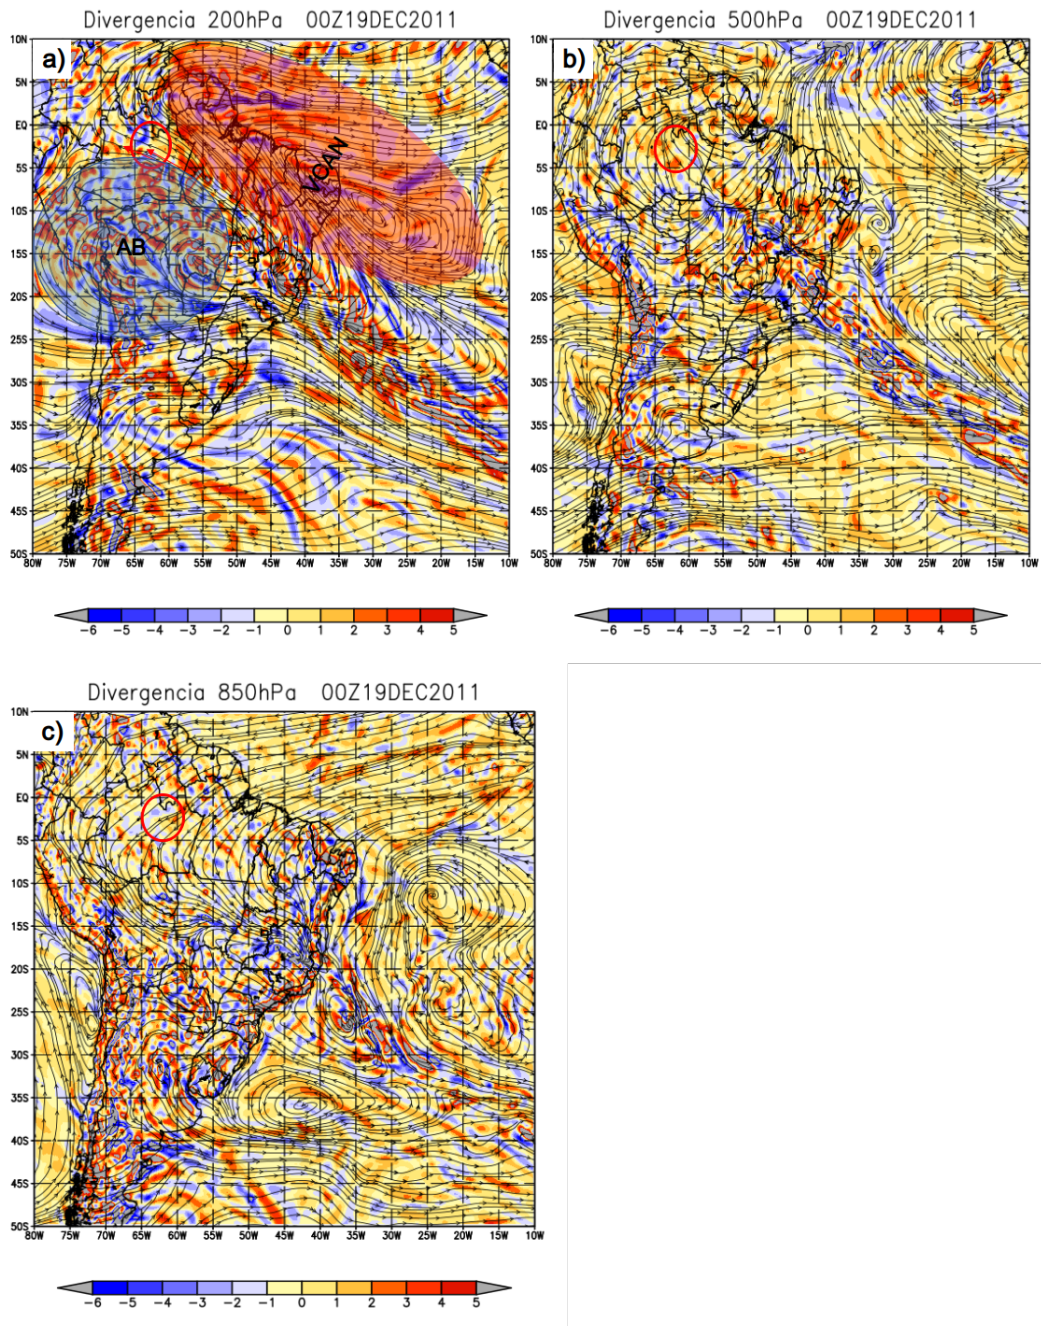 Divergencia 200hPa 00Z19DEC2011
a)
10N
5N
EQ
5S
10S
15S
20S
25S
30S
35S
40S
45S
50S
VCAN
AB
80W 75W 70W 65W 60W 55W 50W 45W 40W 35W 30W 25W 20W 15W 10W
-6 -5 -4 -3 -2 -1 0 1 2 3 4 5
Divergencia 500hPa 00Z19DEC2011
b)
10N
5N
EQ
5S
10S
15S
20S
25S
30S
35S
40S
45S
50S
80W 75W 70W 65W 60W 55W 50W 45W 40W 35W 30W 25W 20W 15W 10W
-6 -5 -4 -3 -2 -1 0 1 2 3 4 5
Divergencia 850hPa 00Z19DEC2011
c)
10N
5N
EQ
5S
10S
15S
20S
25S
30S
35S
40S
45S
50S
80W 75W 70W 65W 60W 55W 50W 45W 40W 35W 30W 25W 20W 15W 10W
-6 -5 -4 -3 -2 -1 0 1 2 3 4 5